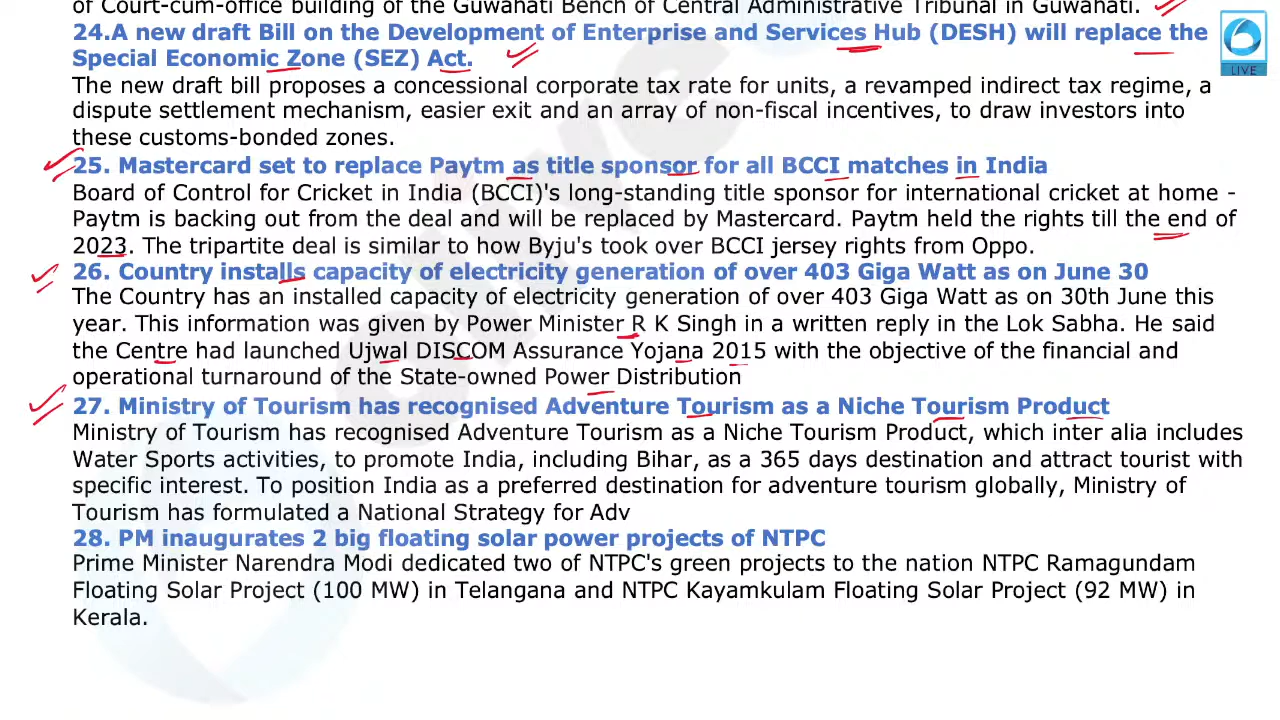 of Court-cum-office building of the Guwahati Bench of Central Administrative Tribunal in Guwahati.
24.A new draft Bill on the Development of Enterprise and Services Hub (DESH) will replace the
Special Economic Zone (SEZ) Act.
The new draft bill proposes a concessional corporate tax rate for units, a revamped indirect tax regime, a
dispute settlement mechanism, easier exit and an array of non-fiscal incentives, to draw investors into
these customs-bonded zones.
25. Mastercard set to replace Paytm as title sponsor for all BCCI matches in India
Board of Control for Cricket in India (BCCI)'s long-standing title sponsor for international cricket at home -
Paytm is backing out from the deal and will be replaced by Mastercard. Paytm held the rights till the end of
2023. The tripartite deal is similar to how Byju's took over BCCI jersey rights from Oppo.
26. Country installs capacity of electricity generation of over 403 Giga Watt as on June 30
The Country has an installed capacity of electricity generation of over 403 Giga Watt as on 30th June this
year. This information was given by Power Minister R K Singh in a written reply in the Lok Sabha. He said
the Centre had launched Ujwal DISCOM Assurance Yojana 2015 with the objective of the financial and
operational turnaround of the State-owned Power Distribution
27. Ministry of Tourism has recognised Adventure Tourism as a Niche Tourism Product
Ministry of Tourism has recognised Adventure Tourism as a Niche Tourism Product, which inter alia includes
Water Sports activities, to promote India, including Bihar, as a 365 days destination and attract tourist with
specific interest. To position India as a preferred destination for adventure tourism globally, Ministry of
Tourism has formulated a National Strategy for Adv
28. PM inaugurates 2 big floating solar power projects of NTPC
Prime Minister Narendra Modi dedicated two of NTPC's green projects to the nation NTPC Ramagundam
Floating Solar Project (100 MW) in Telangana and NTPC Kayamkulam Floating Solar Project (92 MW) in
Kerala.
LIVE